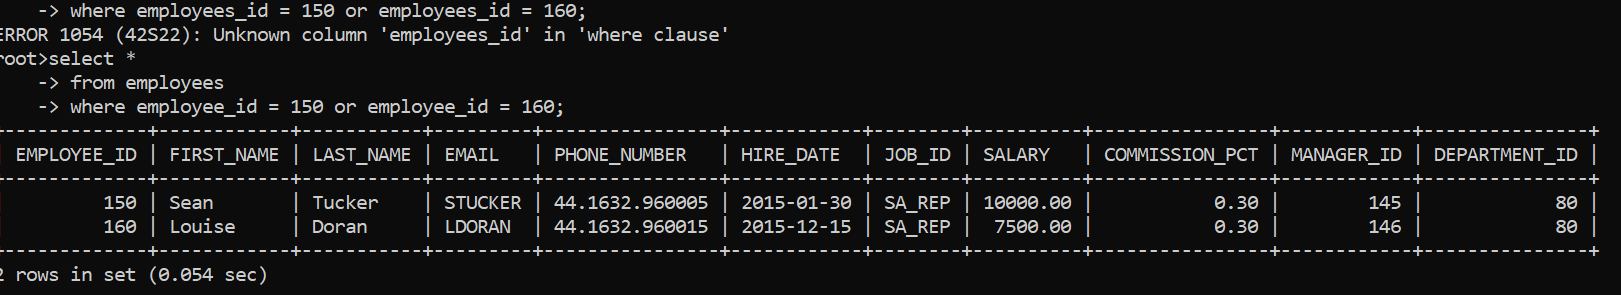 -> where employees_id = 150 or employees_id = 160;
ERROR 1054 (42S22): Unknown column 'employees_id' in 'where clause'
root>select *
-> from employees
-> where employee_id = 150 or employee_id = 160;
--------------+------------+-----------+---------+----------------+------------+--------+----------+----------------+------------+---------------+
EMPLOYEE_ID | FIRST_NAME | LAST_NAME | EMAIL | PHONE_NUMBER | HIRE_DATE | JOB_ID | SALARY | COMMISSION_PCT | MANAGER_ID | DEPARTMENT_ID |
--------------+------------+-----------+---------+----------------+------------+--------+----------+----------------+------------+---------------+
150 | Sean | Tucker | STUCKER | 44.1632.960005 | 2015-01-30 | SA_REP | 10000.00 | 0.30 | 145 | 80 |
160 | Louise | Doran | LDORAN | 44.1632.960015 | 2015-12-15 | SA_REP | 7500.00 | 0.30 | 146 | 80 |
--------------+------------+-----------+---------+----------------+------------+--------+----------+----------------+------------+---------------+
2 rows in set (0.054 sec)